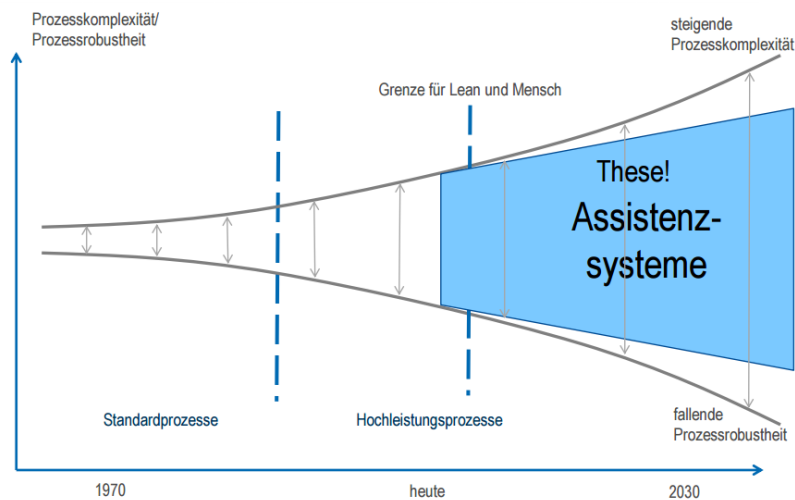 Prozesskomplexität/
Prozessrobustheit
steigende
Prozesskomplexität
Grenze für Lean und Mensch
These!
Assistenz-
systeme
Standardprozesse
Hochleistungsprozesse
fallende
Prozessrobustheit
1970
heute
2030